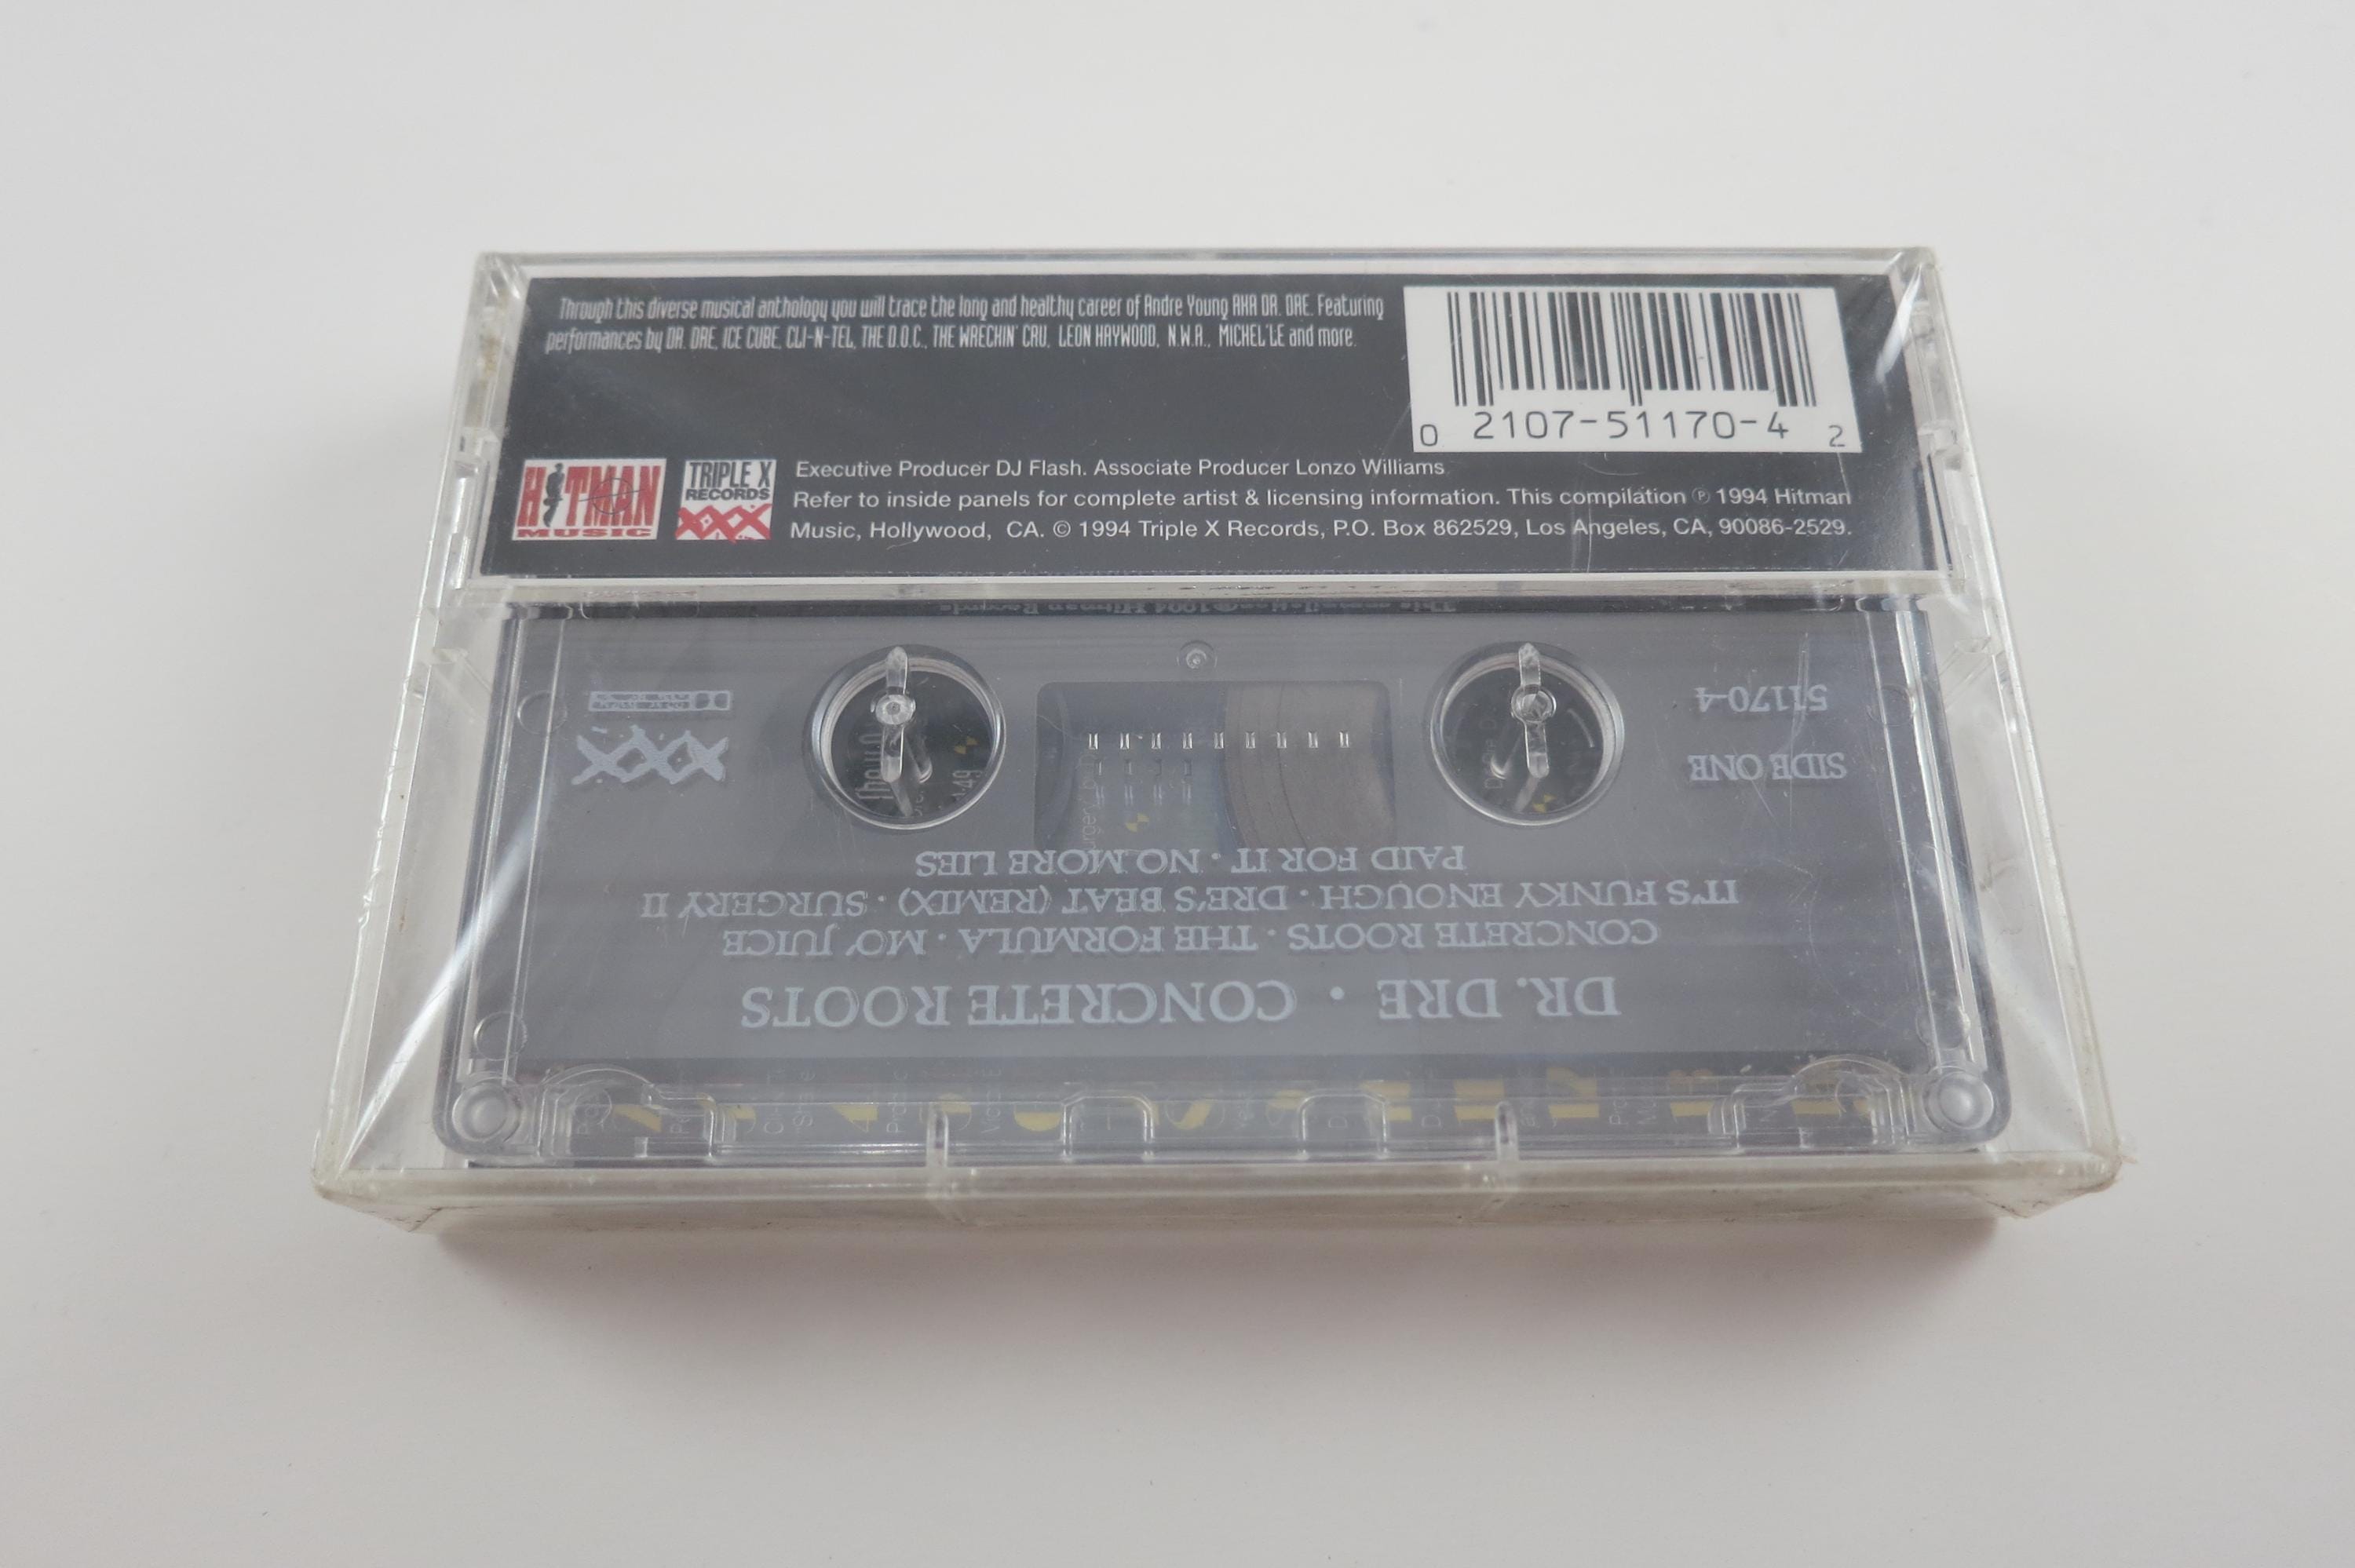 Through this diverse musical anthology you will trace the long and healthy career of Andre Young AKA DR. DRE. Featuring
performances by DR. DRE, ICE CUBE, CLI-N-TEL, THE D.O.C., THE WRECKIN' CRU, LEON HAYWOOD, N.W.A., MICHEL'LE and more.
0 2107-51170-4 2
HITMAN
MUSIC
TRIPLE X
RECORDS
XXX
Executive Producer DJ Flash. Associate Producer Lonzo Williams
Refer to inside panels for complete artist & licensing information. This compilation ℗ 1994 Hitman
Music, Hollywood, CA. © 1994 Triple X Records, P.O. Box 862529, Los Angeles, CA, 90086-2529.
This compilation ℗ 1994 Hitman Records
DR. DRE • CONCRETE ROOTS
CONCRETE ROOTS • THE FORMULA • MO' JUICE
IT'S FUNKY ENOUGH • DRE'S BEAT (REMIX) • SURGERY II
PAID FOR IT • NO MORE LIES
SIDE ONE
51170-4
XXX